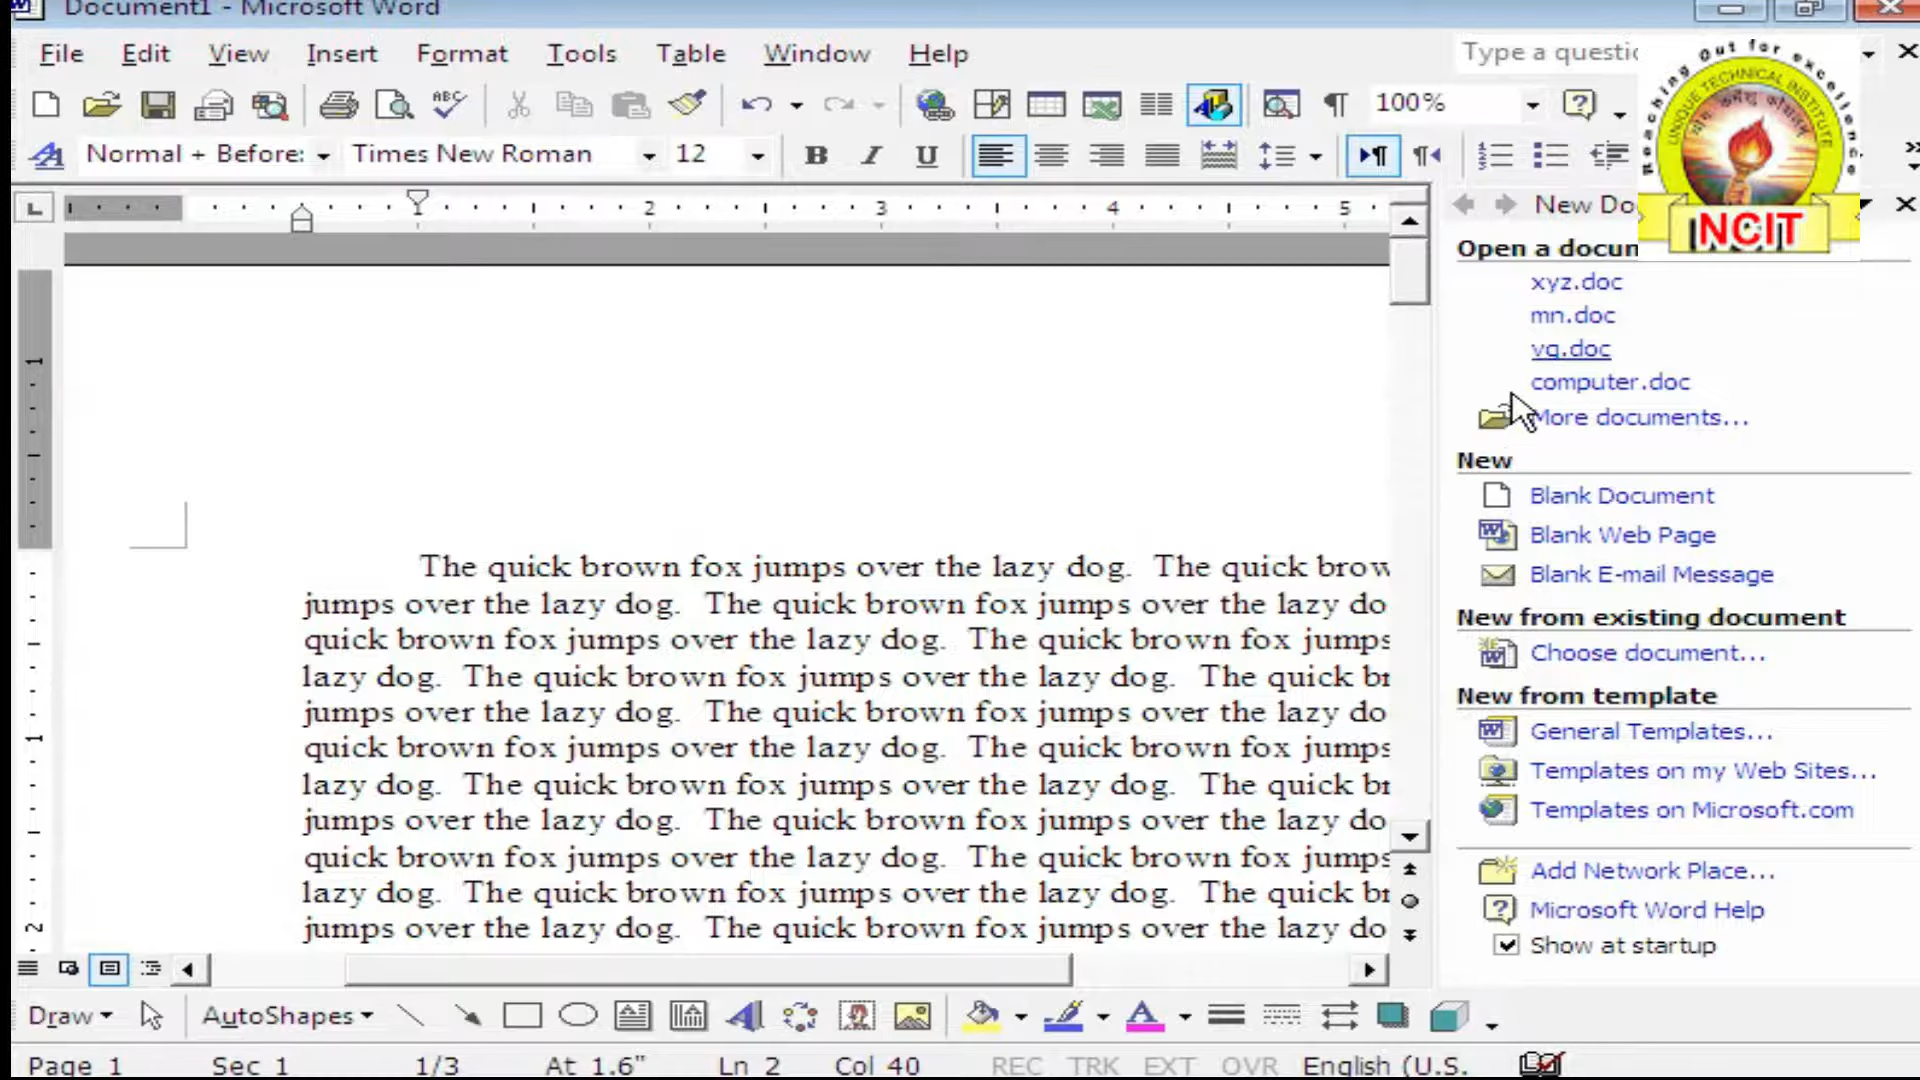 Document1 - Microsoft Word
File Edit View Insert Format Tools Table Window Help
Type a questic
100%
Normal + Before: Times New Roman 12 B I U
2 3 4 5
New Do
Open a docum
xyz.doc
mn.doc
vg.doc
computer.doc
More documents...
New
Blank Document
Blank Web Page
Blank E-mail Message
New from existing document
Choose document...
New from template
General Templates...
Templates on my Web Sites...
Templates on Microsoft.com
Add Network Place...
Microsoft Word Help
Show at startup
Reaching out for excellence
UNIQUE TECHNICAL INSTITUTE
NCIT
The quick brown fox jumps over the lazy dog. The quick brow
jumps over the lazy dog. The quick brown fox jumps over the lazy do
quick brown fox jumps over the lazy dog. The quick brown fox jumps
lazy dog. The quick brown fox jumps over the lazy dog. The quick br
jumps over the lazy dog. The quick brown fox jumps over the lazy do
quick brown fox jumps over the lazy dog. The quick brown fox jumps
lazy dog. The quick brown fox jumps over the lazy dog. The quick br
jumps over the lazy dog. The quick brown fox jumps over the lazy do
quick brown fox jumps over the lazy dog. The quick brown fox jumps
lazy dog. The quick brown fox jumps over the lazy dog. The quick br
jumps over the lazy dog. The quick brown fox jumps over the lazy do
Draw AutoShapes
Page 1 Sec 1 1/3 At 1.6" Ln 2 Col 40 REC TRK EXT OVR English (U.S.